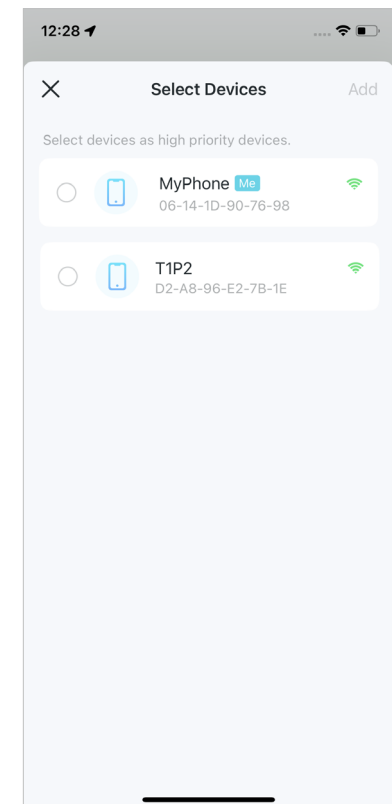 12:28
Select Devices Add
Select devices as high priority devices.
MyPhone Me
06-14-1D-90-76-98
T1P2
D2-A8-96-E2-7B-1E